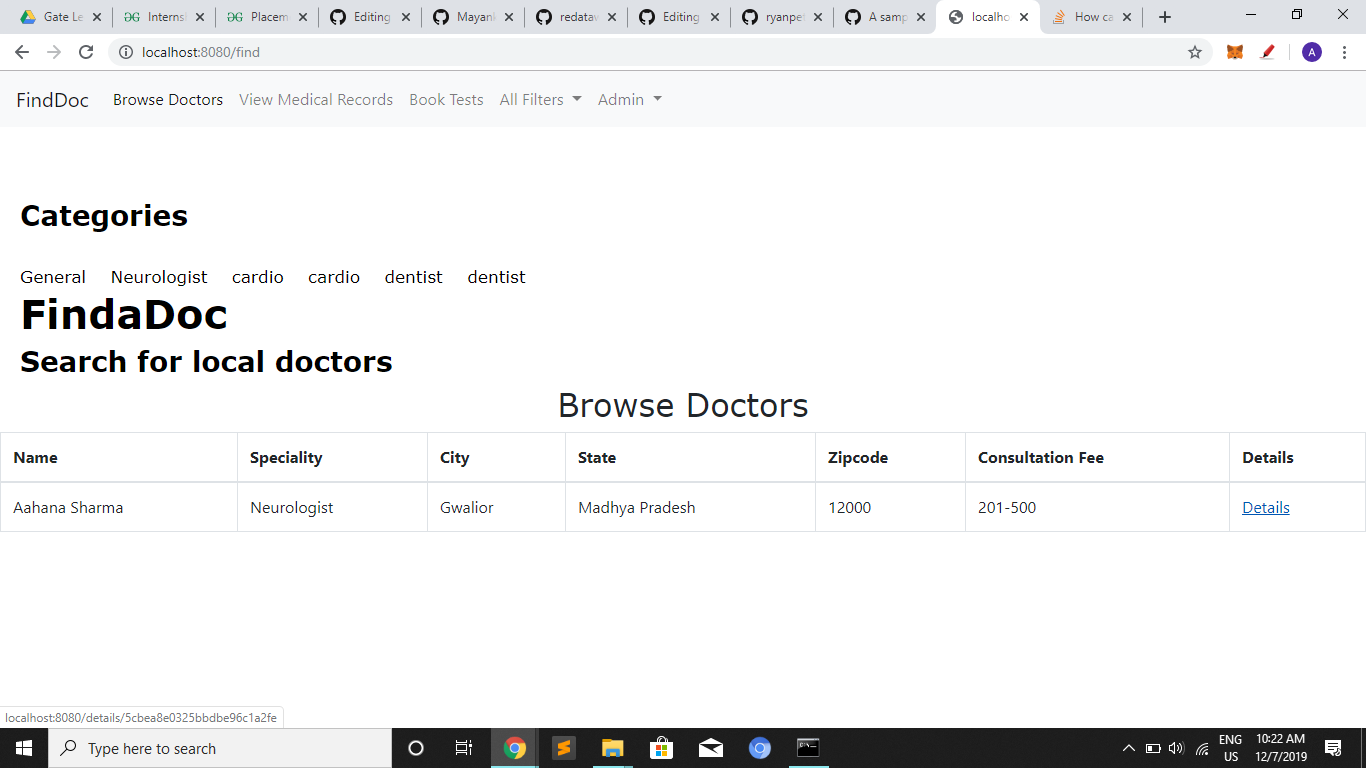 Gate Le
Interns
Placem
Editing
Mayan
redataw
Editing
ryanpet
A samp
localho
How ca
localhost:8080/find
A
FindDoc Browse Doctors View Medical Records Book Tests All Filters Admin
Categories
General Neurologist cardio cardio dentist dentist
FindaDoc
Search for local doctors
Browse Doctors
Name Speciality City State Zipcode Consultation Fee Details
Aahana Sharma Neurologist Gwalior Madhya Pradesh 12000 201-500 Details
localhost:8080/details/5cbea8e0325bbdbe96c1a2fe
Type here to search
ENG
US
10:22 AM
12/7/2019